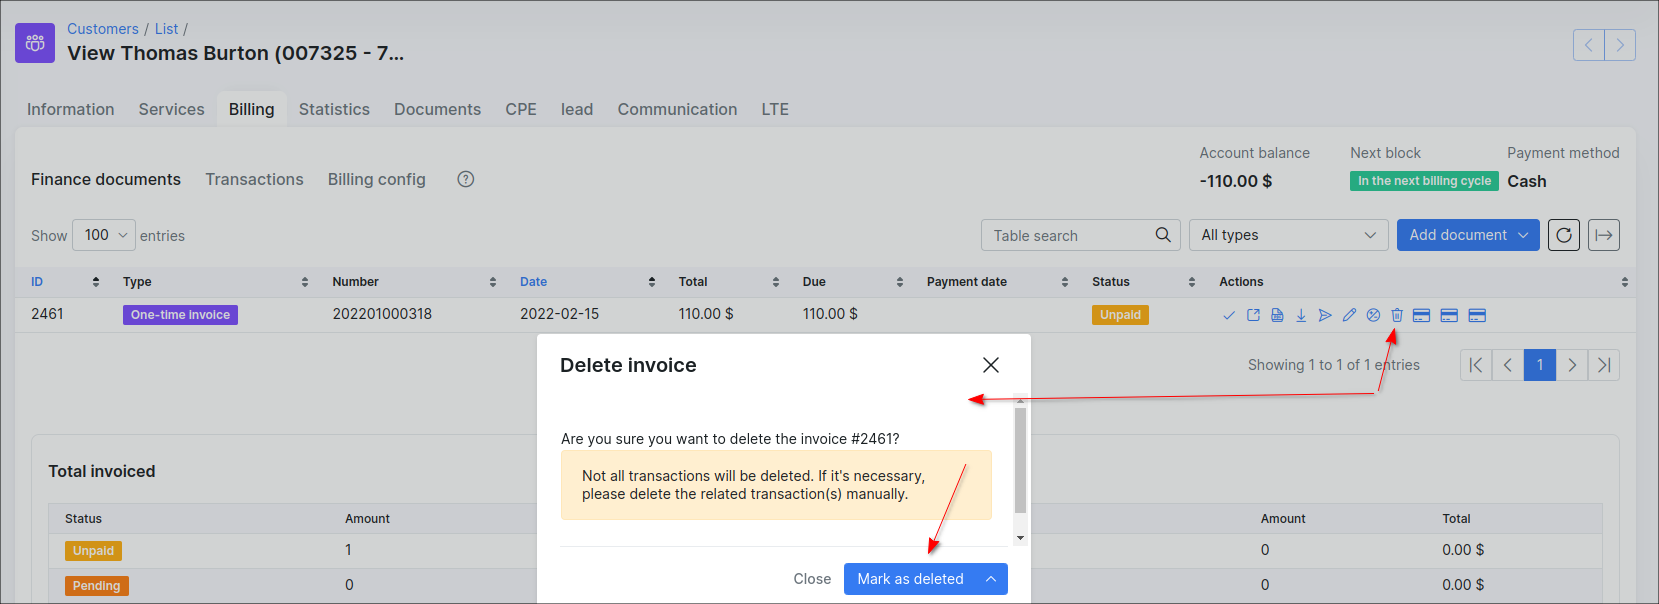 Customers / List /
View Thomas Burton (007325 - 7...
Information Services Billing Statistics Documents CPE lead Communication LTE
Account balance Next block Payment method
Finance documents Transactions Billing config ?
-110.00 $ In the next billing cycle Cash
Show 100 entries Table search All types Add document
ID Type Number Date Total Due Payment date Status Actions
2461 One-time invoice 202201000318 2022-02-15 110.00 $ 110.00 $ Unpaid
Showing 1 to 1 of 1 entries 1
Delete invoice
Are you sure you want to delete the invoice #2461?
Not all transactions will be deleted. If it's necessary,
please delete the related transaction(s) manually.
Close Mark as deleted
Total invoiced
Status Amount Amount Total
Unpaid 1 0 0.00 $
Pending 0 0 0.00 $